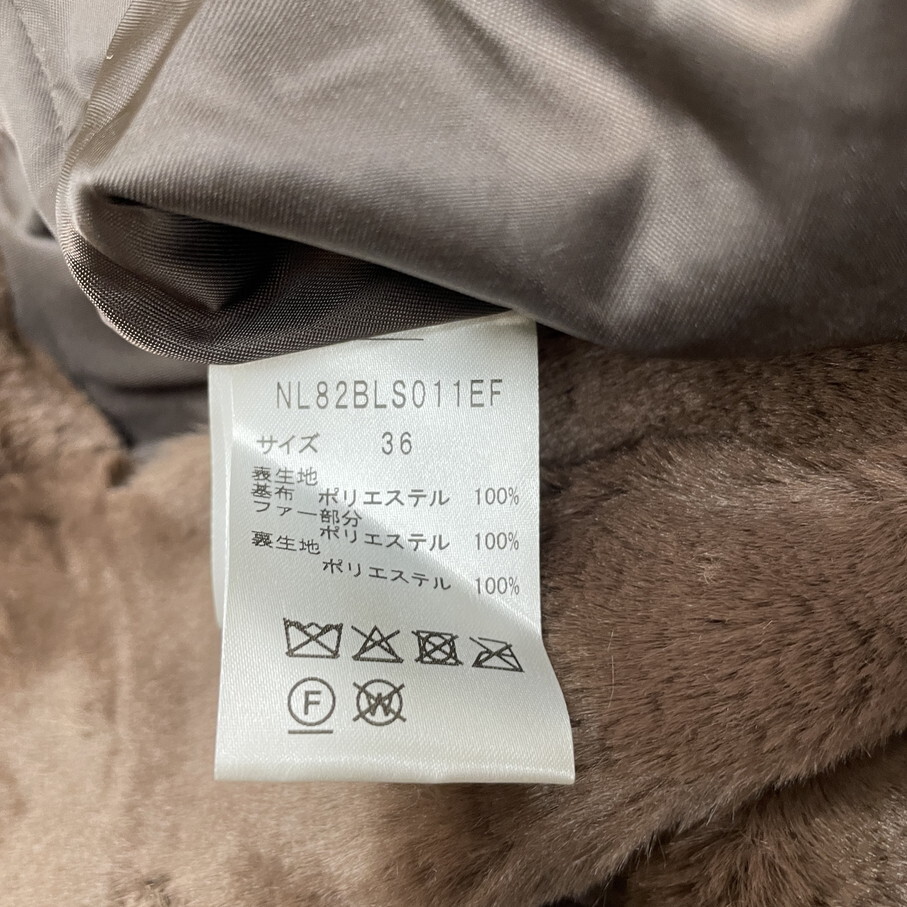 NL82BLS011EF
サイズ 36
表生地
基布 ポリエステル 100%
ファー部分
ポリエステル 100%
裏生地
ポリエステル 100%
F W